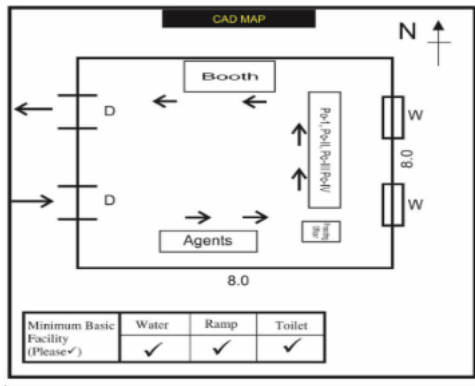 CAD MAP
N
Booth
D
W
Po-I, Po-II, Po-III Po-IV
8.0
D
W
Agents
8.0
Minimum Basic Facility (Please✓)
Water
Ramp
Toilet
✓
✓
✓